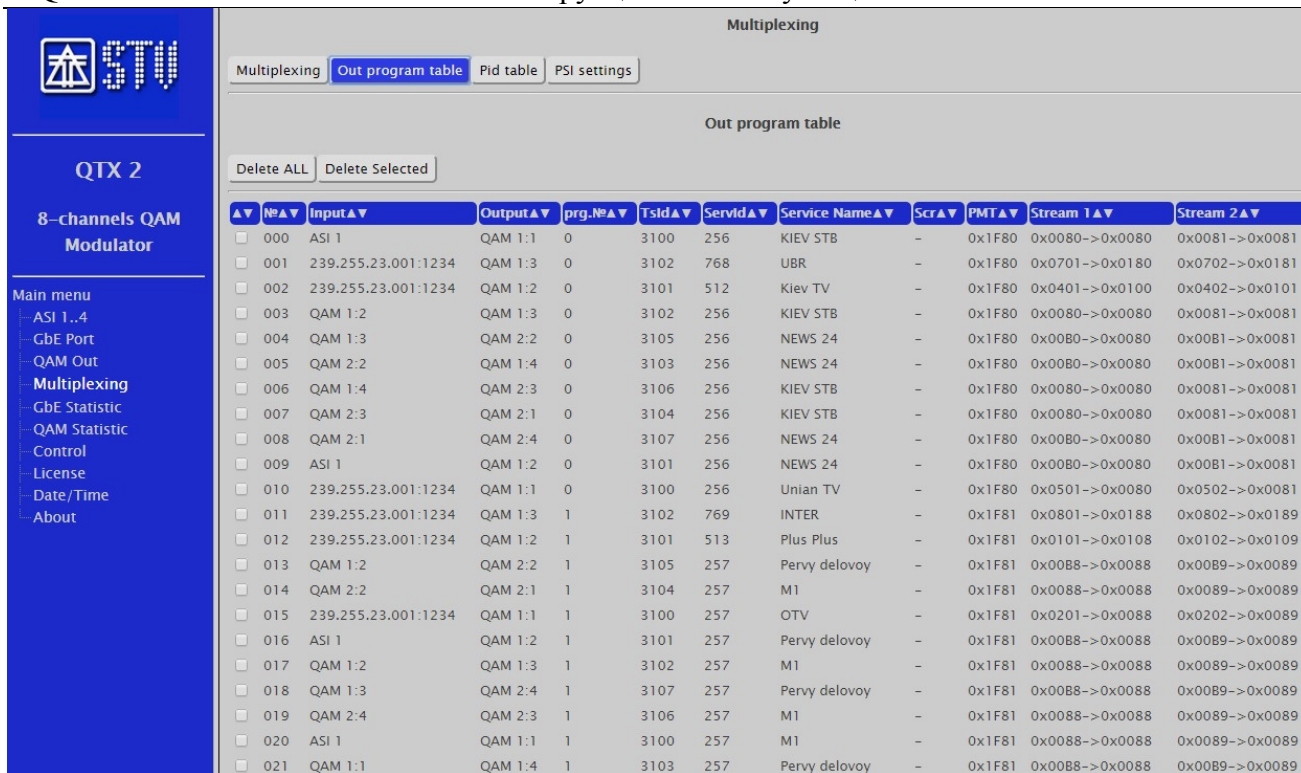 Multiplexing
STV
Multiplexing Out program table Pid table PSI settings
Out program table
QTX 2
Delete ALL Delete Selected
8-channels QAM
Modulator
Main menu
ASI 1..4
GbE Port
QAM Out
Multiplexing
GbE Statistic
QAM Statistic
Control
License
Date/Time
About
▲▼ №▲▼ Input▲▼ Output▲▼ prg.№▲▼ TsId▲▼ ServId▲▼ Service Name▲▼ Scr▲▼ PMT▲▼ Stream 1▲▼ Stream 2▲▼
000 ASI 1 QAM 1:1 0 3100 256 KIEV STB – 0x1F80 0x0080->0x0080 0x0081->0x0081
001 239.255.23.001:1234 QAM 1:3 0 3102 768 UBR – 0x1F80 0x0701->0x0180 0x0702->0x0181
002 239.255.23.001:1234 QAM 1:2 0 3101 512 Kiev TV – 0x1F80 0x0401->0x0100 0x0402->0x0101
003 QAM 1:2 QAM 1:3 0 3102 256 KIEV STB – 0x1F80 0x0080->0x0080 0x0081->0x0081
004 QAM 1:3 QAM 2:2 0 3105 256 NEWS 24 – 0x1F80 0x00B0->0x0080 0x00B1->0x0081
005 QAM 2:2 QAM 1:4 0 3103 256 NEWS 24 – 0x1F80 0x00B0->0x0080 0x00B1->0x0081
006 QAM 1:4 QAM 2:3 0 3106 256 KIEV STB – 0x1F80 0x0080->0x0080 0x0081->0x0081
007 QAM 2:3 QAM 2:1 0 3104 256 KIEV STB – 0x1F80 0x0080->0x0080 0x0081->0x0081
008 QAM 2:1 QAM 2:4 0 3107 256 NEWS 24 – 0x1F80 0x00B0->0x0080 0x00B1->0x0081
009 ASI 1 QAM 1:2 0 3101 256 NEWS 24 – 0x1F80 0x00B0->0x0080 0x00B1->0x0081
010 239.255.23.001:1234 QAM 1:1 0 3100 256 Unian TV – 0x1F80 0x0501->0x0080 0x0502->0x0081
011 239.255.23.001:1234 QAM 1:3 1 3102 769 INTER – 0x1F81 0x0801->0x0188 0x0802->0x0189
012 239.255.23.001:1234 QAM 1:2 1 3101 513 Plus Plus – 0x1F81 0x0101->0x0108 0x0102->0x0109
013 QAM 1:2 QAM 2:2 1 3105 257 Pervy delovoy – 0x1F81 0x00B8->0x0088 0x00B9->0x0089
014 QAM 2:2 QAM 2:1 1 3104 257 M1 – 0x1F81 0x0088->0x0088 0x0089->0x0089
015 239.255.23.001:1234 QAM 1:1 1 3100 257 OTV – 0x1F81 0x0201->0x0088 0x0202->0x0089
016 ASI 1 QAM 1:2 1 3101 257 Pervy delovoy – 0x1F81 0x00B8->0x0088 0x00B9->0x0089
017 QAM 1:2 QAM 1:3 1 3102 257 M1 – 0x1F81 0x0088->0x0088 0x0089->0x0089
018 QAM 1:3 QAM 2:4 1 3107 257 Pervy delovoy – 0x1F81 0x00B8->0x0088 0x00B9->0x0089
019 QAM 2:4 QAM 2:3 1 3106 257 M1 – 0x1F81 0x0088->0x0088 0x0089->0x0089
020 ASI 1 QAM 1:1 1 3100 257 M1 – 0x1F81 0x0088->0x0088 0x0089->0x0089
021 QAM 1:1 QAM 1:4 1 3103 257 Pervy delovoy – 0x1F81 0x00B8->0x0088 0x00B9->0x0089